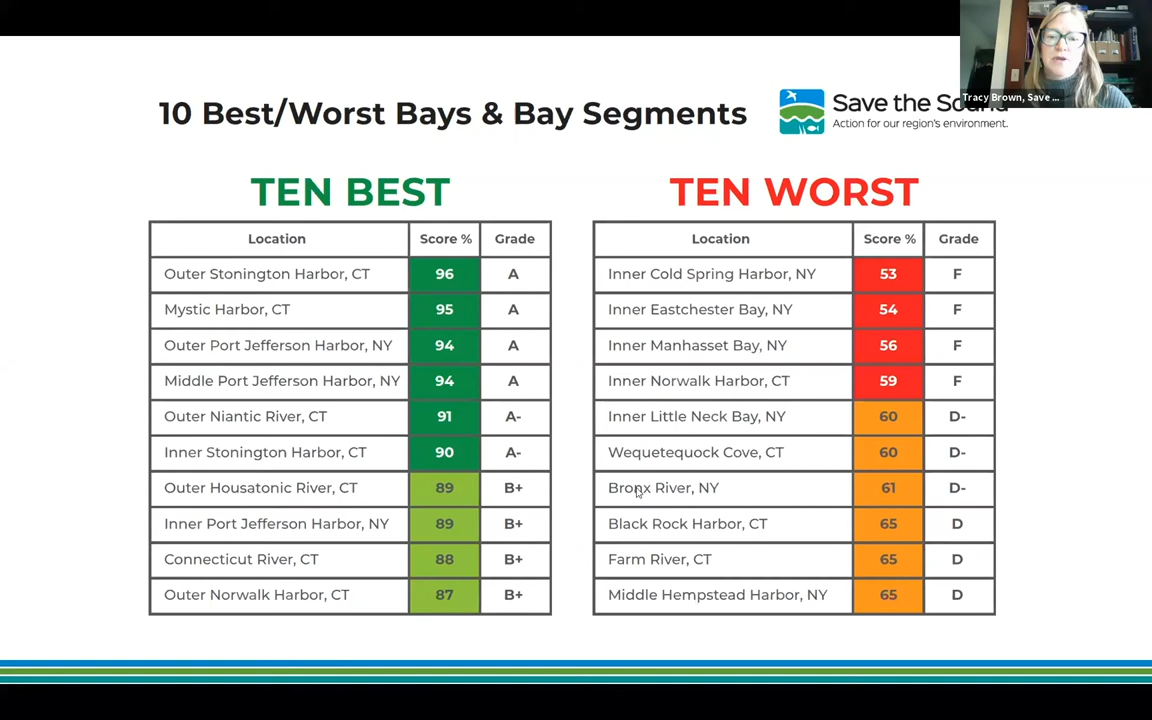 Tracy Brown, Save ...
10 Best/Worst Bays & Bay Segments
Save the Sound
Action for our region's environment.
TEN BEST
Location Score % Grade
Outer Stonington Harbor, CT 96 A
Mystic Harbor, CT 95 A
Outer Port Jefferson Harbor, NY 94 A
Middle Port Jefferson Harbor, NY 94 A
Outer Niantic River, CT 91 A-
Inner Stonington Harbor, CT 90 A-
Outer Housatonic River, CT 89 B+
Inner Port Jefferson Harbor, NY 89 B+
Connecticut River, CT 88 B+
Outer Norwalk Harbor, CT 87 B+
TEN WORST
Location Score % Grade
Inner Cold Spring Harbor, NY 53 F
Inner Eastchester Bay, NY 54 F
Inner Manhasset Bay, NY 56 F
Inner Norwalk Harbor, CT 59 F
Inner Little Neck Bay, NY 60 D-
Wequetequock Cove, CT 60 D-
Bronx River, NY 61 D-
Black Rock Harbor, CT 65 D
Farm River, CT 65 D
Middle Hempstead Harbor, NY 65 D